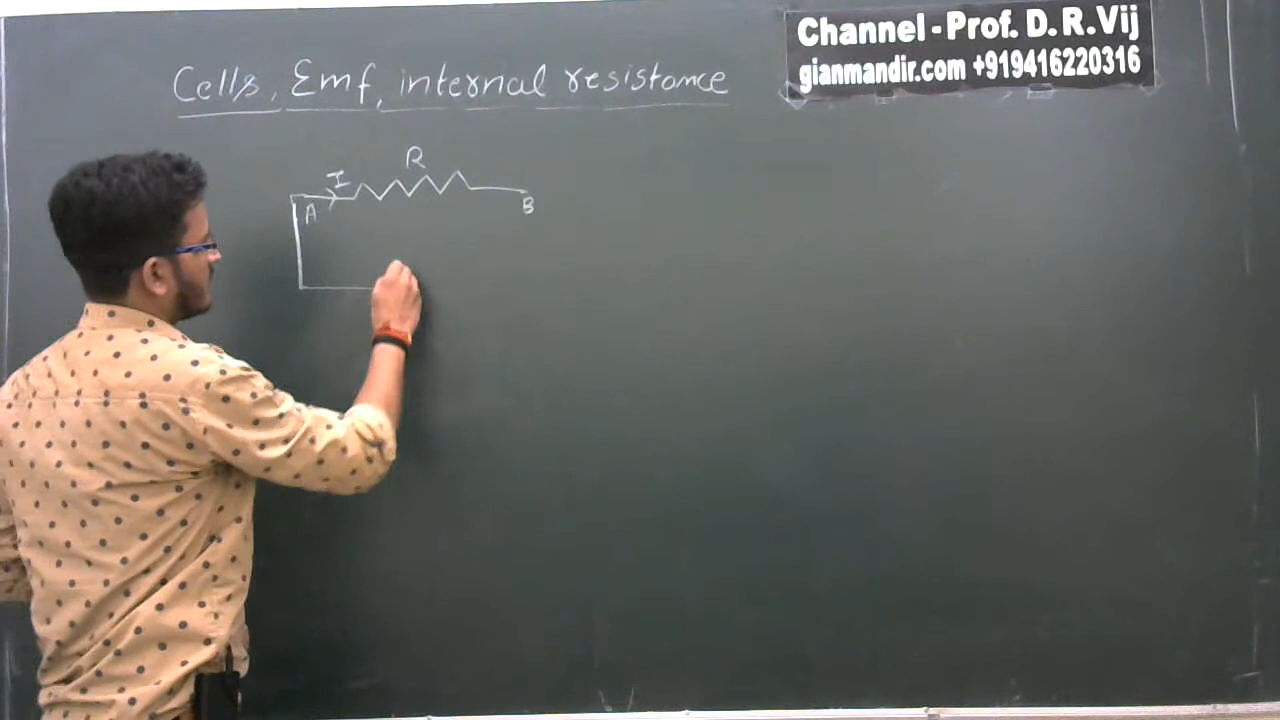 Channel - Prof. D. R. Vij
gianmandir.com +919416220316
Cells, Emf, internal resistance
R
I
A
B